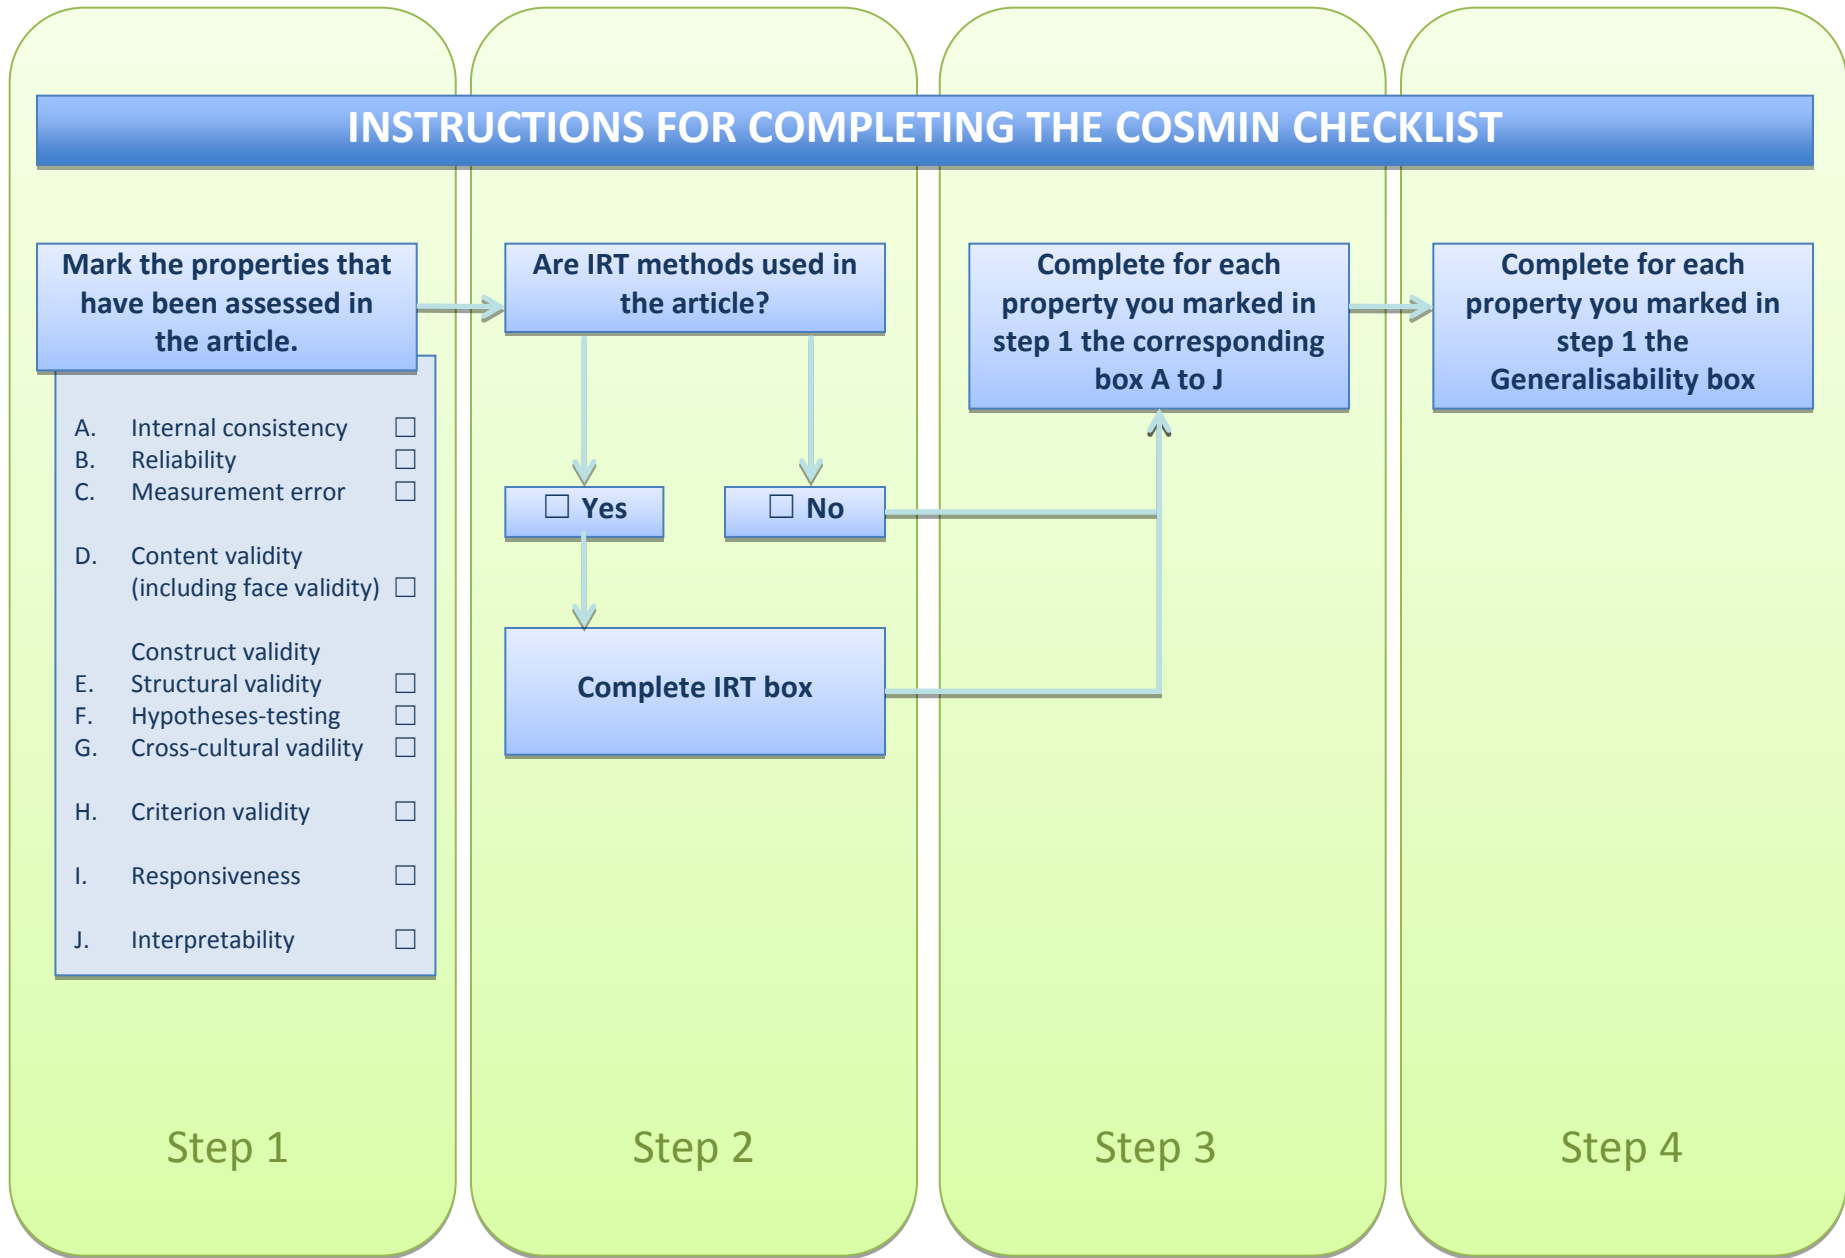 INSTRUCTIONS FOR COMPLETING THE COSMIN CHECKLIST
Mark the properties that
have been assessed in
the article.
A. Internal consistency ☐
B. Reliability ☐
C. Measurement error ☐
D. Content validity
(including face validity) ☐
Construct validity
E. Structural validity ☐
F. Hypotheses-testing ☐
G. Cross-cultural vadility ☐
H. Criterion validity ☐
I. Responsiveness ☐
J. Interpretability ☐
Step 1
Are IRT methods used in
the article?
☐ Yes
☐ No
Complete IRT box
Step 2
Complete for each
property you marked in
step 1 the corresponding
box A to J
Step 3
Complete for each
property you marked in
step 1 the
Generalisability box
Step 4